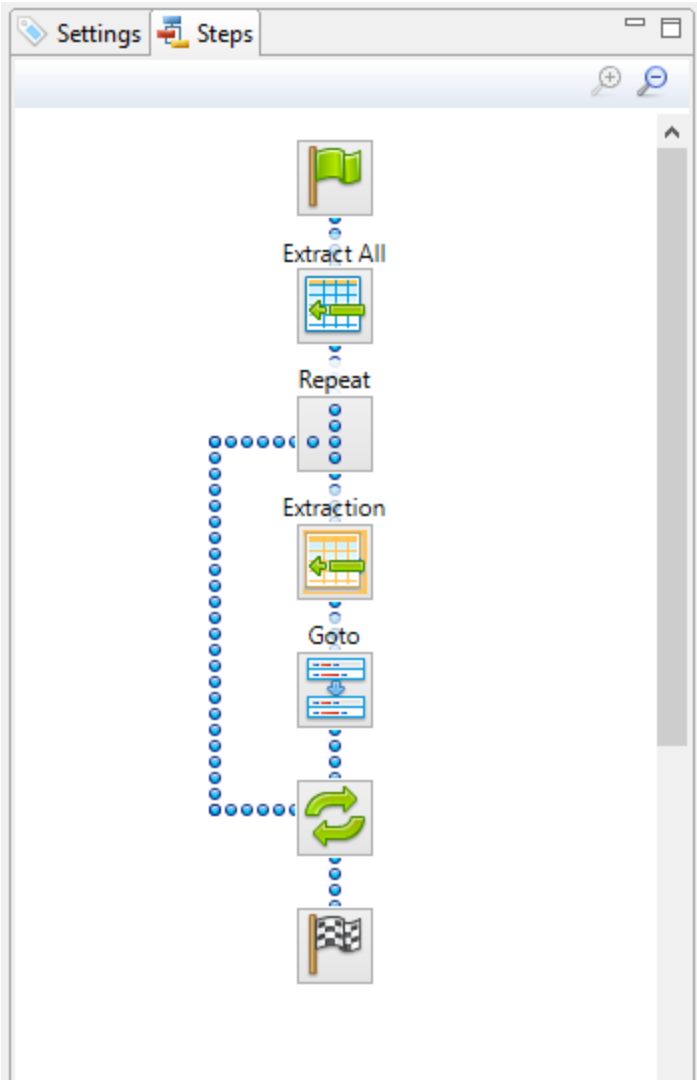 Settings
Steps
Extract All
Repeat
Extraction
Goto